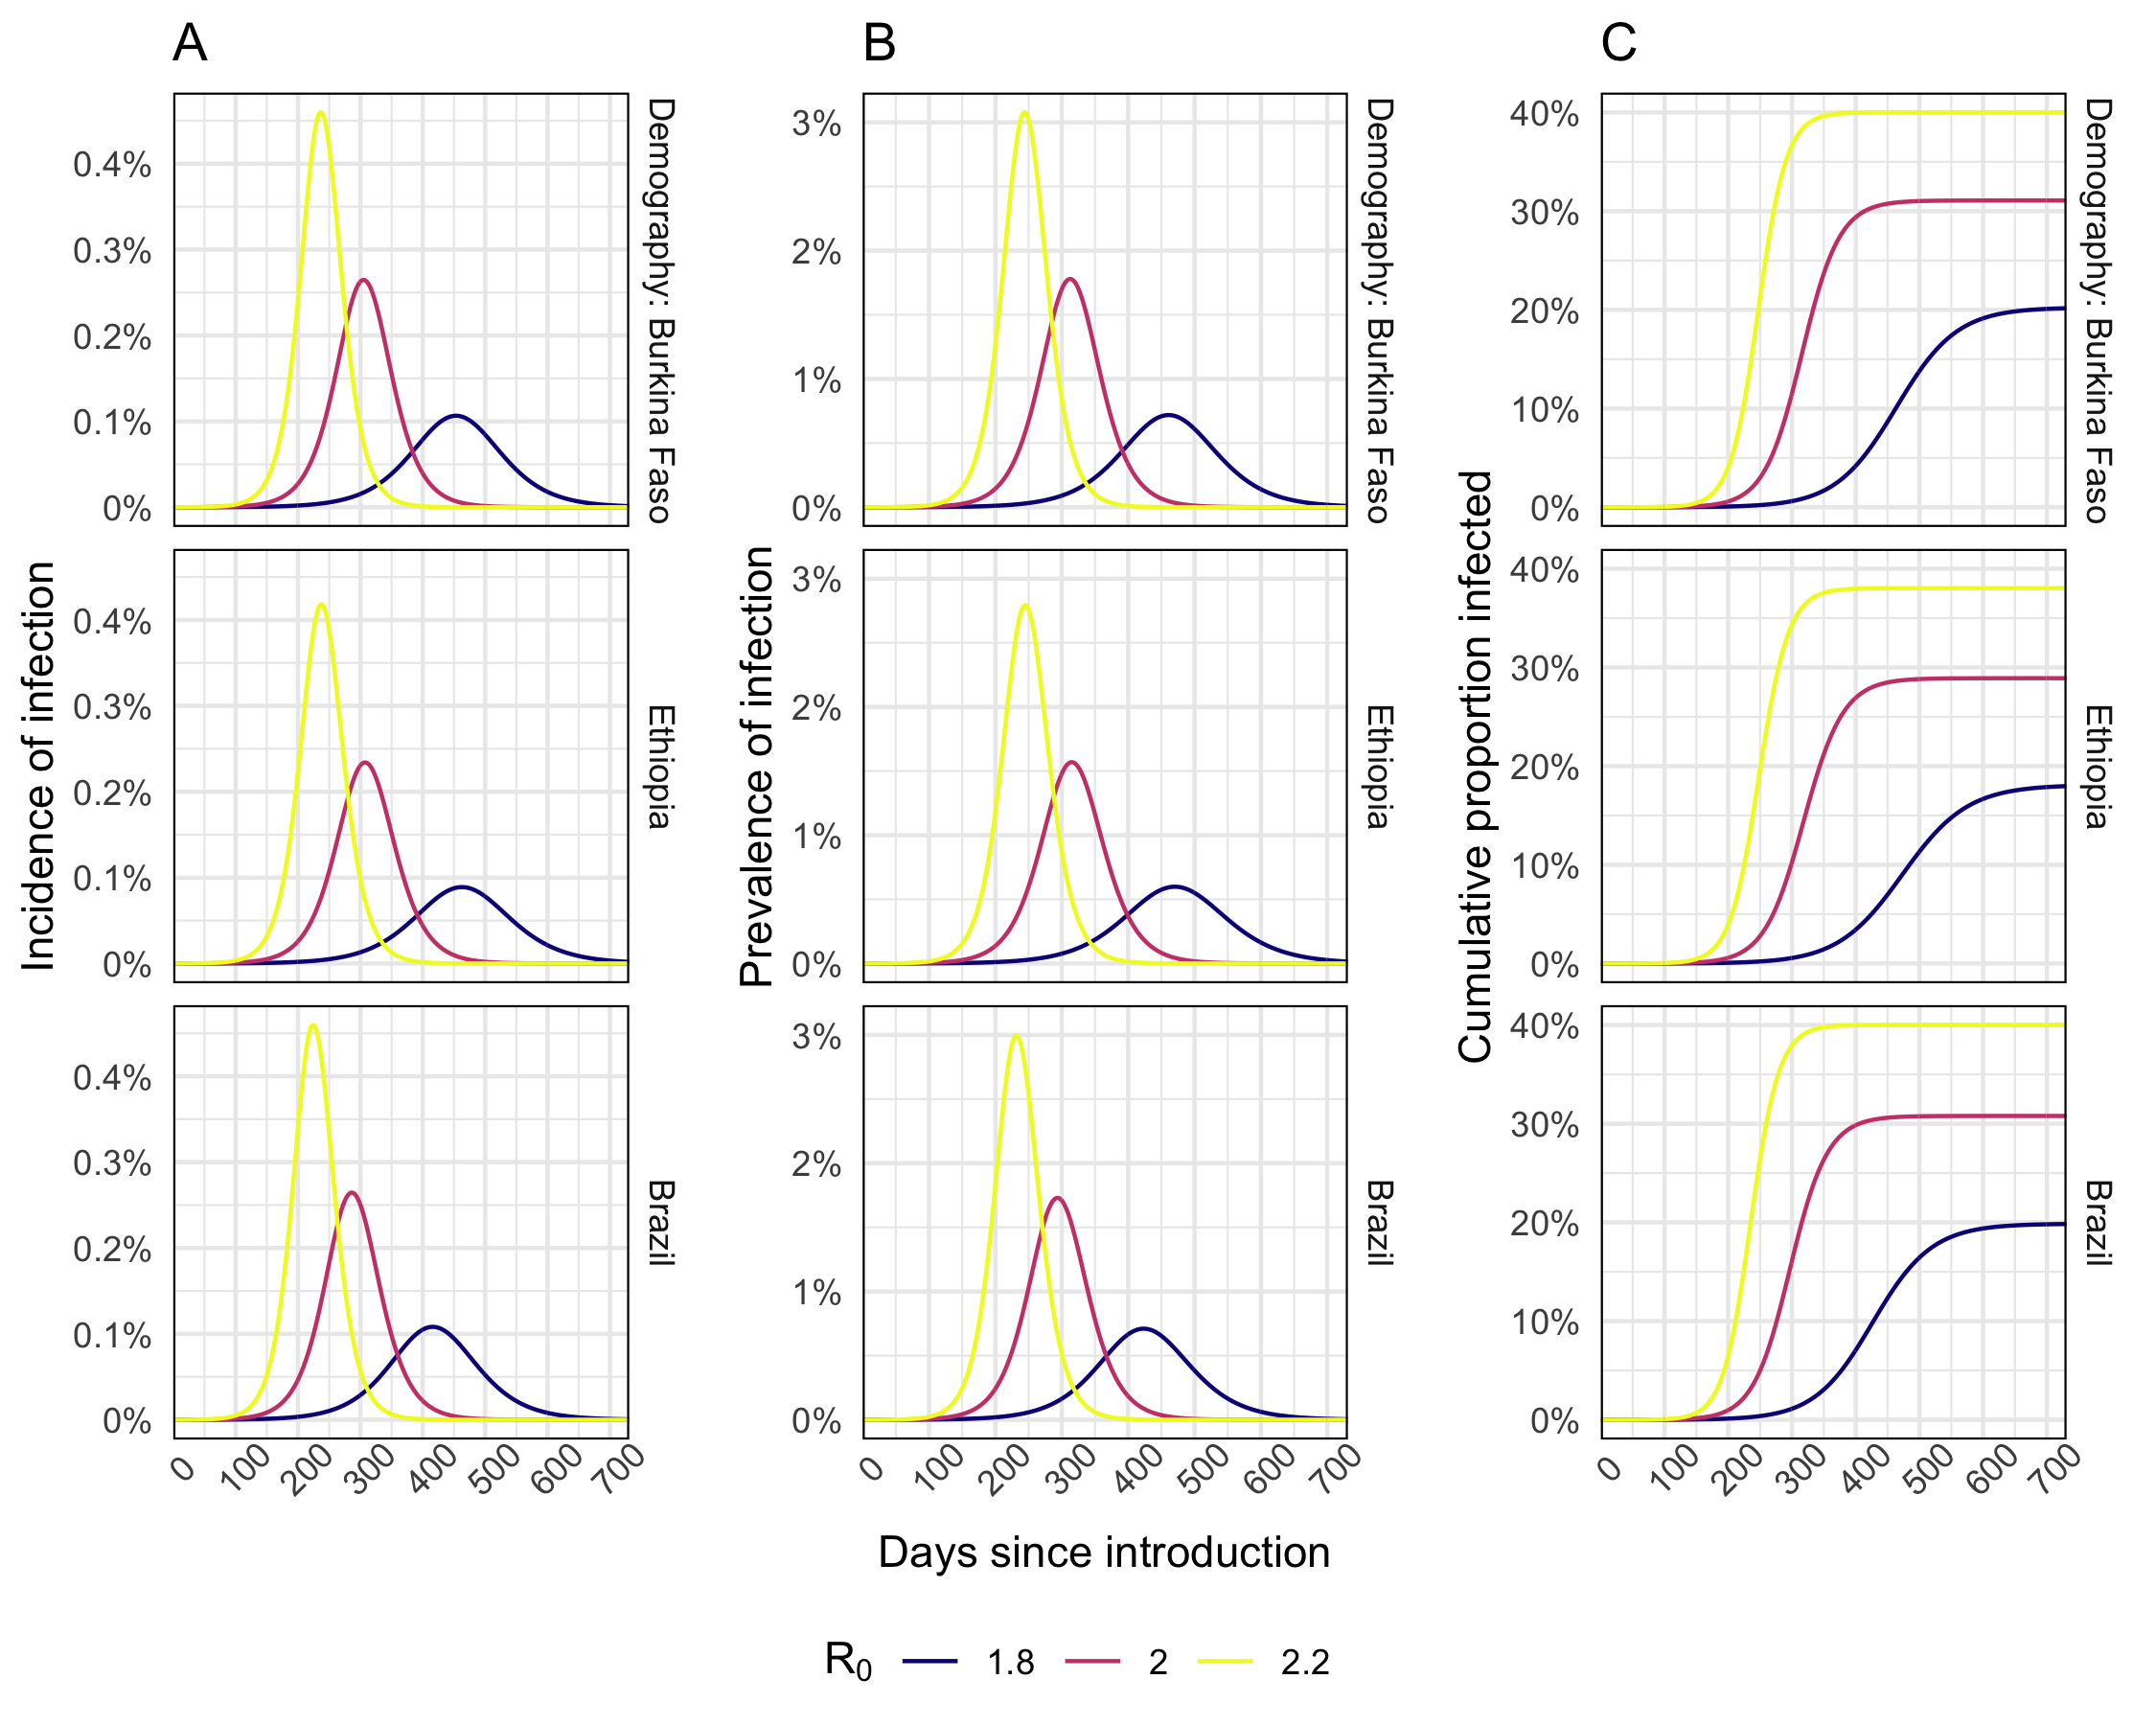 A
B
C
Incidence of infection
0.4%
0.3%
0.2%
0.1%
0%
Demography: Burkina Faso
0.4%
0.3%
0.2%
0.1%
0%
Ethiopia
0.4%
0.3%
0.2%
0.1%
0%
Brazil
0 100 200 300 400 500 600 700
Prevalence of infection
3%
2%
1%
0%
Demography: Burkina Faso
3%
2%
1%
0%
Ethiopia
3%
2%
1%
0%
Brazil
0 100 200 300 400 500 600 700
Cumulative proportion infected
40%
30%
20%
10%
0%
Demography: Burkina Faso
40%
30%
20%
10%
0%
Ethiopia
40%
30%
20%
10%
0%
Brazil
0 100 200 300 400 500 600 700
Days since introduction
R₀ 1.8 2 2.2